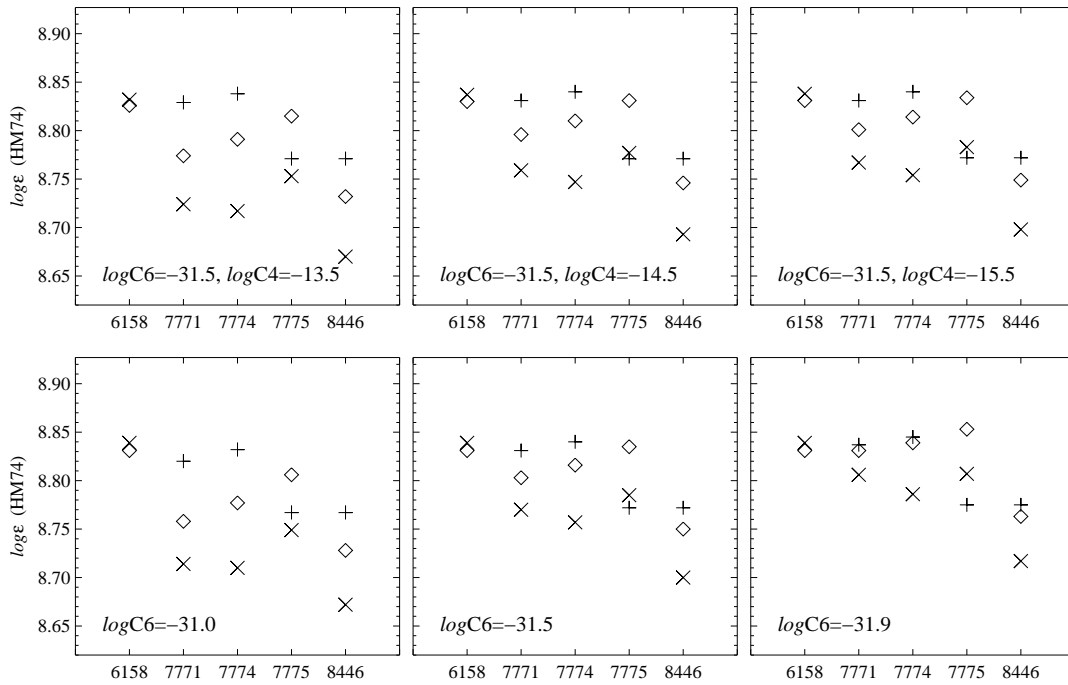 8.90
8.85
8.80
8.75
8.70
8.65
logε (HM74)
logC6=−31.5, logC4=−13.5
6158 7771 7774 7775 8446
logC6=−31.5, logC4=−14.5
6158 7771 7774 7775 8446
logC6=−31.5, logC4=−15.5
6158 7771 7774 7775 8446
8.90
8.85
8.80
8.75
8.70
8.65
logε (HM74)
logC6=−31.0
6158 7771 7774 7775 8446
logC6=−31.5
6158 7771 7774 7775 8446
logC6=−31.9
6158 7771 7774 7775 8446